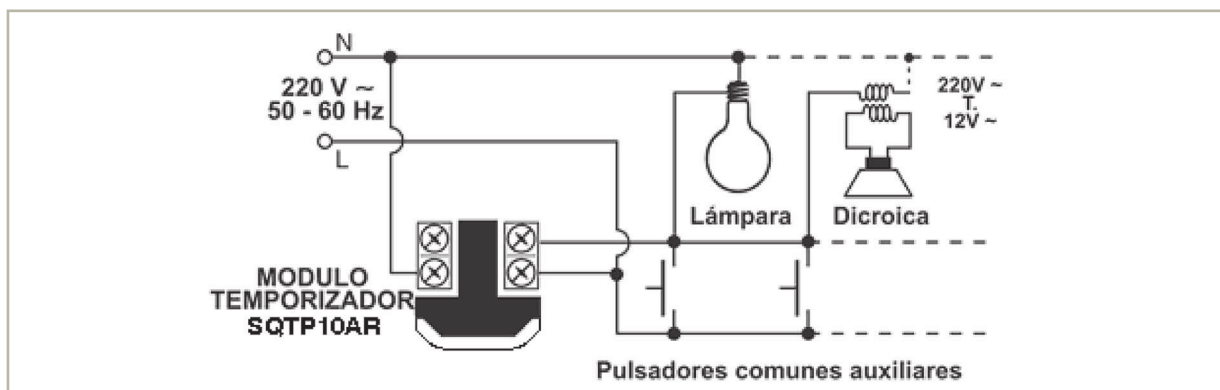 N
220 V ~
50 - 60 Hz
L
220V ~
T.
12V ~
Lámpara
Dicroica
MODULO
TEMPORIZADOR
SQTP10AR
Pulsadores comunes auxiliares